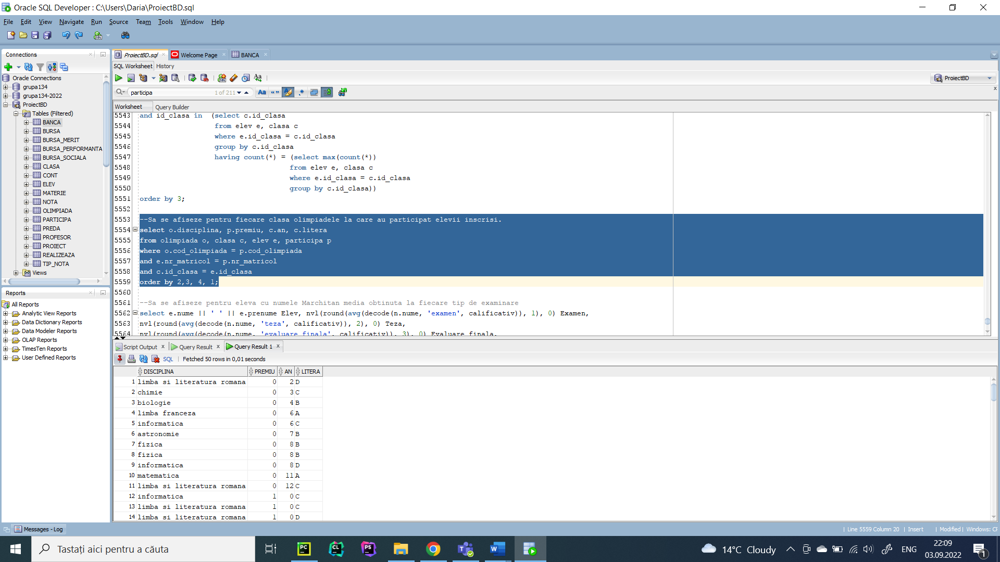 Oracle SQL Developer : C:\Users\Daria\ProiectBD.sql
File Edit View Navigate Run Source Team Tools Window Help
Connections
ProiectBD.sql Welcome Page BANCA
SQL Worksheet History
ProiectBD
participa 1 of 211
Worksheet Query Builder
Oracle Connections
grupa134
grupa134-2022
ProiectBD
Tables (Filtered)
BANCA
BURSA
BURSA_MERIT
BURSA_PERFORMANTA
BURSA_SOCIALA
CLASA
CONT
ELEV
MATERIE
NOTA
OLIMPIADA
PARTICIPA
PREDA
PROFESOR
PROIECT
REALIZEAZA
TIP_NOTA
Views
5543 and id_clasa in (select c.id_clasa
5544 from elev e, clasa c
5545 where e.id_clasa = c.id_clasa
5546 group by c.id_clasa
5547 having count(*) = (select max(count(*))
5548 from elev e, clasa c
5549 where e.id_clasa = c.id_clasa
5550 group by c.id_clasa))
5551 order by 3;
5552
5553 --Sa se afiseze pentru fiecare clasa olimpiadele la care au participat elevii inscrisi.
5554 select o.disciplina, p.premiu, c.an, c.litera
5555 from olimpiada o, clasa c, elev e, participa p
5556 where o.cod_olimpiada = p.cod_olimpiada
5557 and e.nr_matricol = p.nr_matricol
5558 and c.id_clasa = e.id_clasa
5559 order by 2,3, 4, 1;
5560
5561 --Sa se afiseze pentru eleva cu numele Marchitan media obtinuta la fiecare tip de examinare
5562 select e.nume || ' ' || e.prenume Elev, nvl(round(avg(decode(n.nume, 'examen', calificativ)), 1), 0) Examen,
5563 nvl(round(avg(decode(n.nume, 'teza', calificativ)), 2), 0) Teza,
5564 nvl(round(avg(decode(n.nume, 'evaluare finala', calificativ)), 3), 0) Evaluare_finala,
Reports
All Reports
Analytic View Reports
Data Dictionary Reports
Data Modeler Reports
OLAP Reports
TimesTen Reports
User Defined Reports
Script Output Query Result Query Result 1
SQL Fetched 50 rows in 0,01 seconds
DISCIPLINA PREMIU AN LITERA
1 limba si literatura romana 0 2 D
2 chimie 0 3 C
3 biologie 0 4 B
4 limba franceza 0 6 A
5 informatica 0 6 C
6 astronomie 0 7 B
7 fizica 0 8 B
8 fizica 0 8 B
9 informatica 0 8 D
10 matematica 0 11 A
11 limba si literatura romana 0 12 C
12 informatica 1 0 C
13 limba si literatura romana 1 0 C
14 limba si literatura romana 1 0 D
Messages - Log
Line 5559 Column 20 Insert Modified Windows: CF
Tastați aici pentru a căuta
14°C Cloudy ENG
22:09
03.09.2022
1